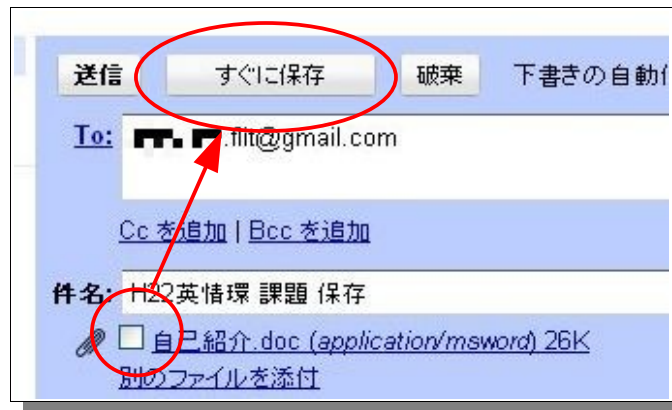 送信 すぐに保存 破棄 下書きの自動
To: .fltt@gmail.com
Cc を追加 | Bcc を追加
件名: H22英情環 課題 保存
自己紹介.doc (application/msword) 26K
別のファイルを添付